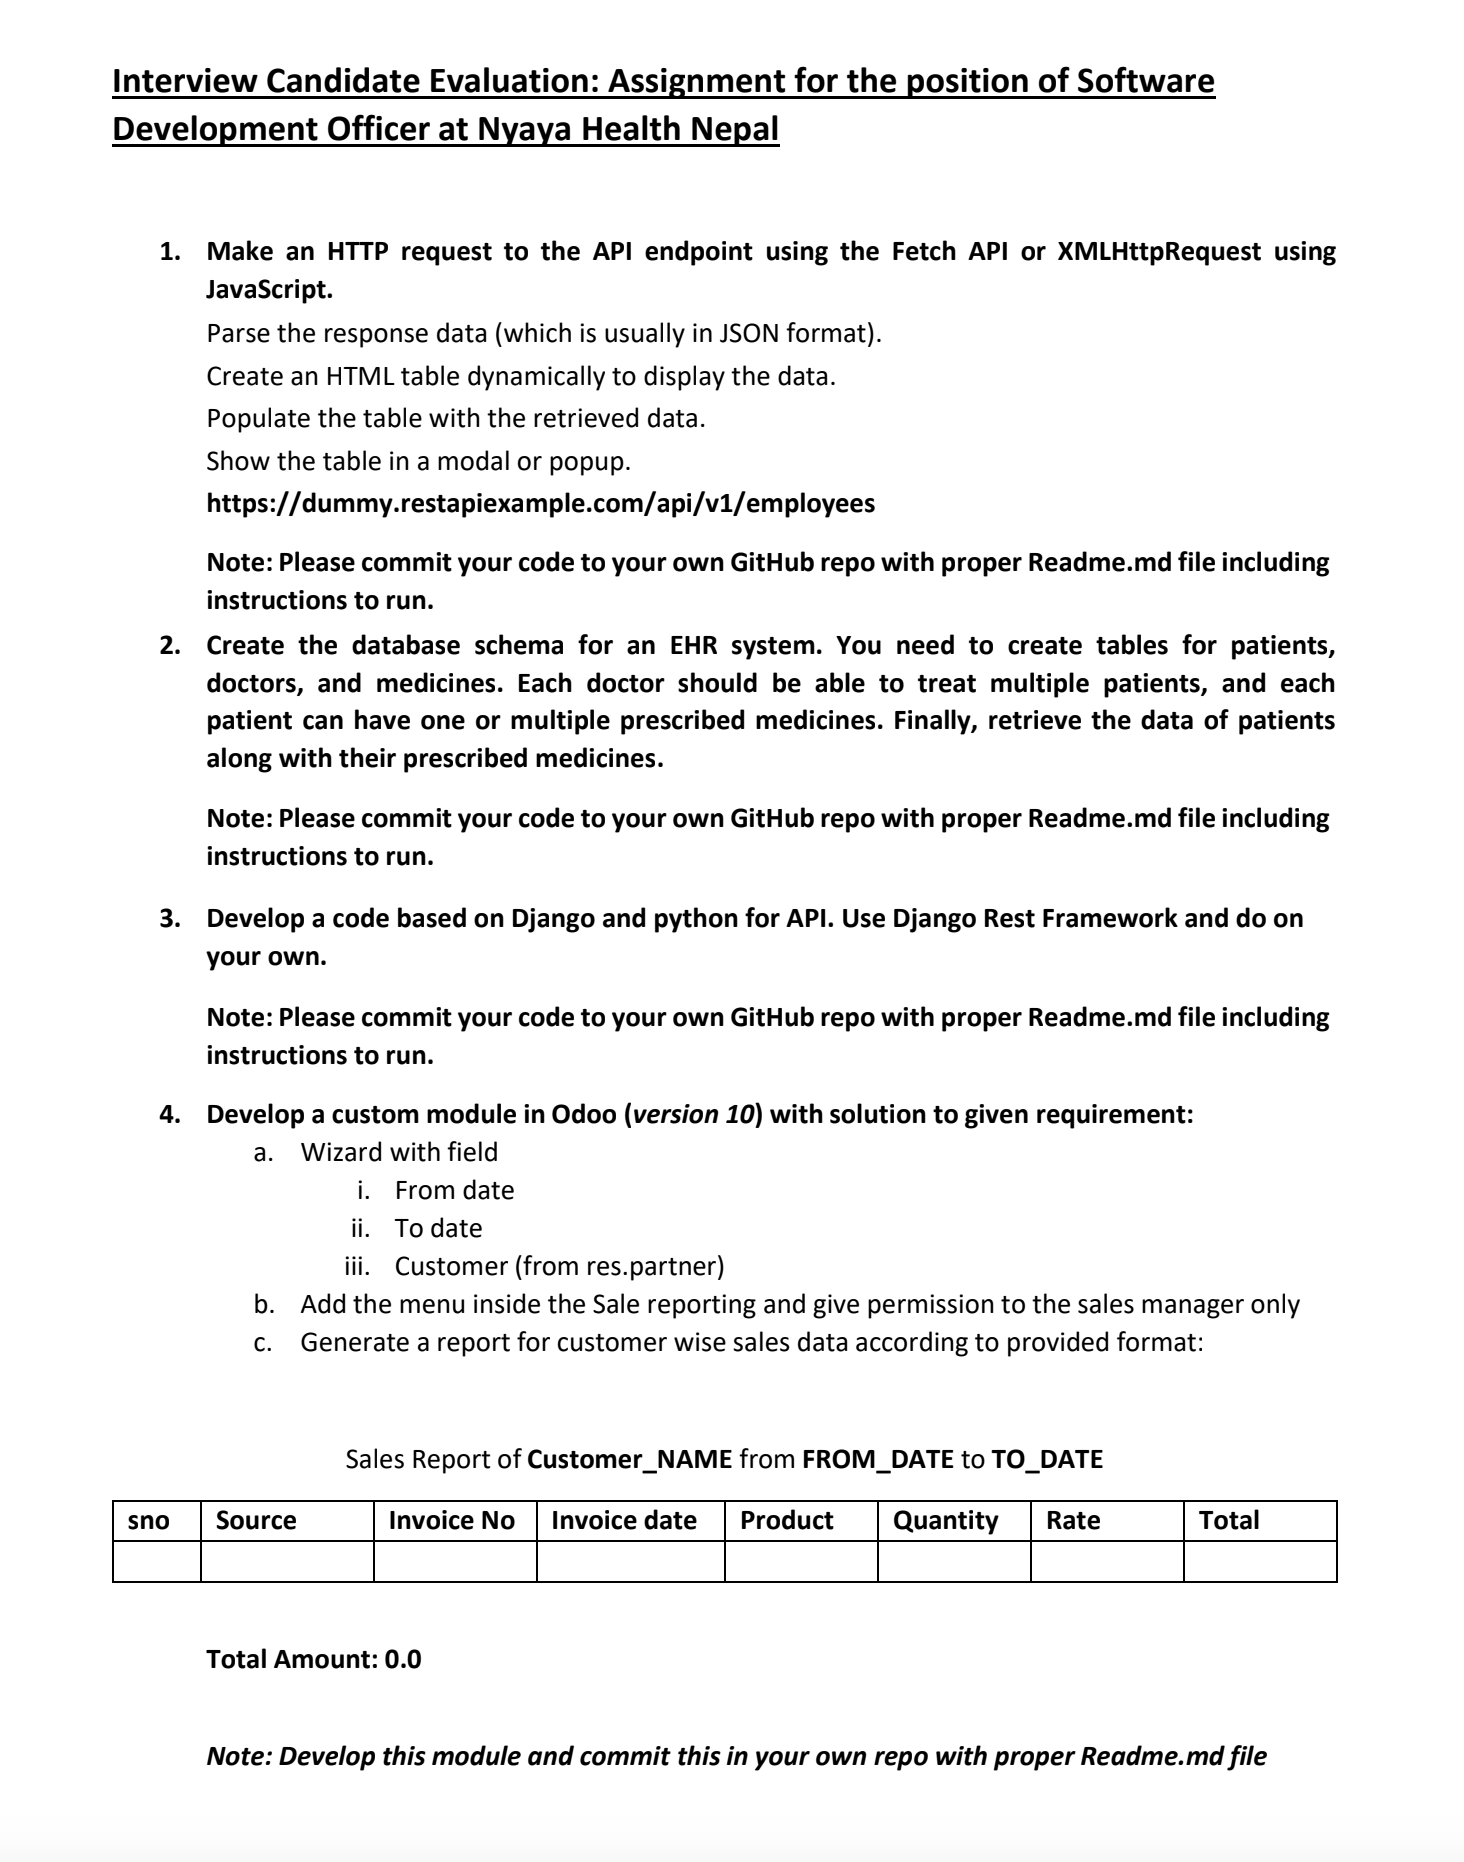 Interview Candidate Evaluation: Assignment for the position of Software
Development Officer at Nyaya Health Nepal
1. Make an HTTP request to the API endpoint using the Fetch API or XMLHttpRequest using
JavaScript.
Parse the response data (which is usually in JSON format).
Create an HTML table dynamically to display the data.
Populate the table with the retrieved data.
Show the table in a modal or popup.
https://dummy.restapiexample.com/api/v1/employees
Note: Please commit your code to your own GitHub repo with proper Readme.md file including
instructions to run.
2. Create the database schema for an EHR system. You need to create tables for patients,
doctors, and medicines. Each doctor should be able to treat multiple patients, and each
patient can have one or multiple prescribed medicines. Finally, retrieve the data of patients
along with their prescribed medicines.
Note: Please commit your code to your own GitHub repo with proper Readme.md file including
instructions to run.
3. Develop a code based on Django and python for API. Use Django Rest Framework and do on
your own.
Note: Please commit your code to your own GitHub repo with proper Readme.md file including
instructions to run.
4. Develop a custom module in Odoo (version 10) with solution to given requirement:
a. Wizard with field
i. From date
ii. To date
iii. Customer (from res.partner)
b. Add the menu inside the Sale reporting and give permission to the sales manager only
c. Generate a report for customer wise sales data according to provided format:
Sales Report of Customer_NAME from FROM_DATE to TO_DATE
sno Source Invoice No Invoice date Product Quantity Rate Total
Total Amount: 0.0
Note: Develop this module and commit this in your own repo with proper Readme.md file